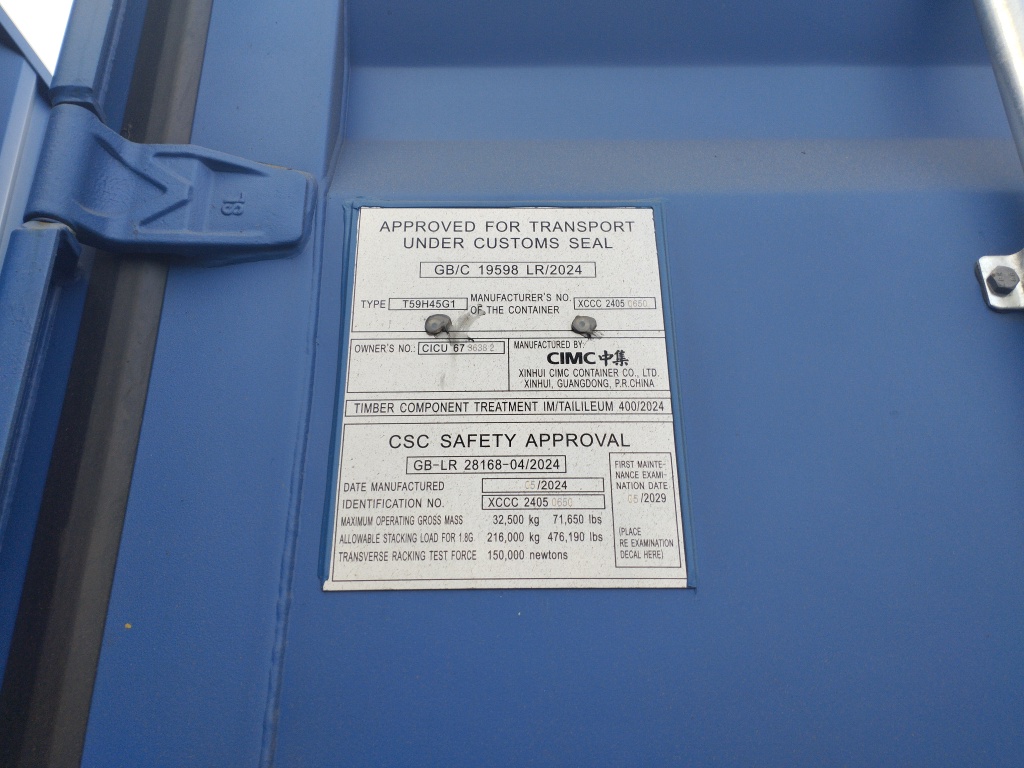 18
APPROVED FOR TRANSPORT
UNDER CUSTOMS SEAL
GB/C 19598 LR/2024
TYPE T59H45G1 MANUFACTURER'S NO. OF THE CONTAINER XCCC 2405 0650
OWNER'S NO.: CICU 67 9636 2
MANUFACTURED BY:
CIMC中集
XINHUI CIMC CONTAINER CO., LTD.
XINHUI, GUANGDONG, P.R.CHINA
TIMBER COMPONENT TREATMENT IM/TAILILEUM 400/2024
CSC SAFETY APPROVAL
GB-LR 28168-04/2024
DATE MANUFACTURED 05/2024
IDENTIFICATION NO. XCCC 2405 0650
MAXIMUM OPERATING GROSS MASS 32,500 kg 71,650 lbs
ALLOWABLE STACKING LOAD FOR 1.8G 216,000 kg 476,190 lbs
TRANSVERSE RACKING TEST FORCE 150,000 newtons
FIRST MAINTE-
NANCE EXAMI-
NATION DATE
05/2029
(PLACE
RE EXAMINATION
DECAL HERE)